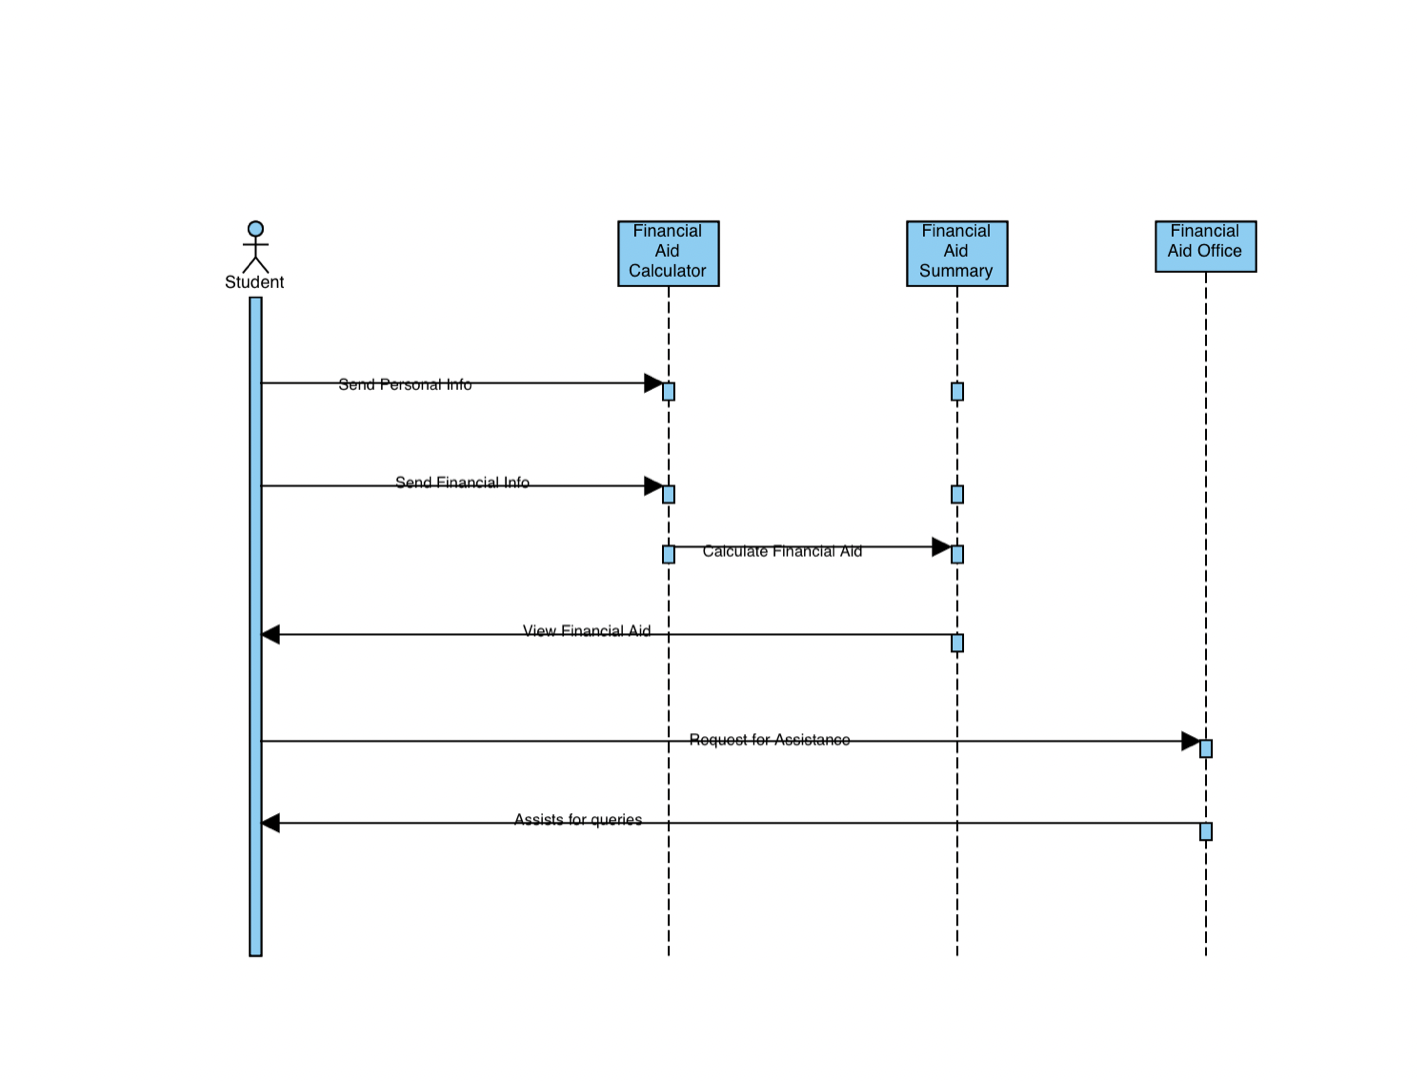 Student
Financial
Aid
Calculator
Financial
Aid
Summary
Financial
Aid Office
Send Personal Info
Send Financial Info
Calculate Financial Aid
View Financial Aid
Request for Assistance
Assists for queries